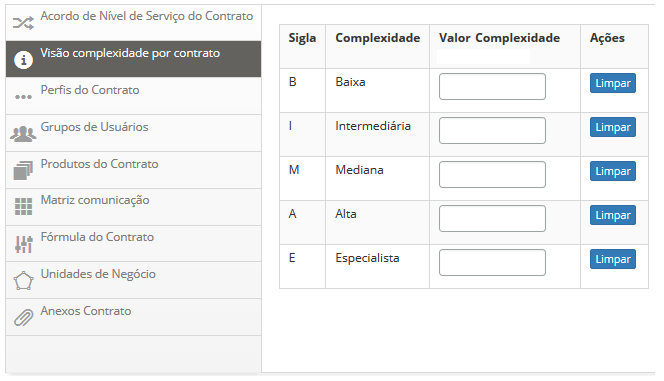 Acordo de Nível de Serviço do Contrato
Visão complexidade por contrato
Perfis do Contrato
Grupos de Usuários
Produtos do Contrato
Matriz comunicação
Fórmula do Contrato
Unidades de Negócio
Anexos Contrato
Sigla Complexidade Valor Complexidade Ações
B Baixa Limpar
I Intermediária Limpar
M Mediana Limpar
A Alta Limpar
E Especialista Limpar